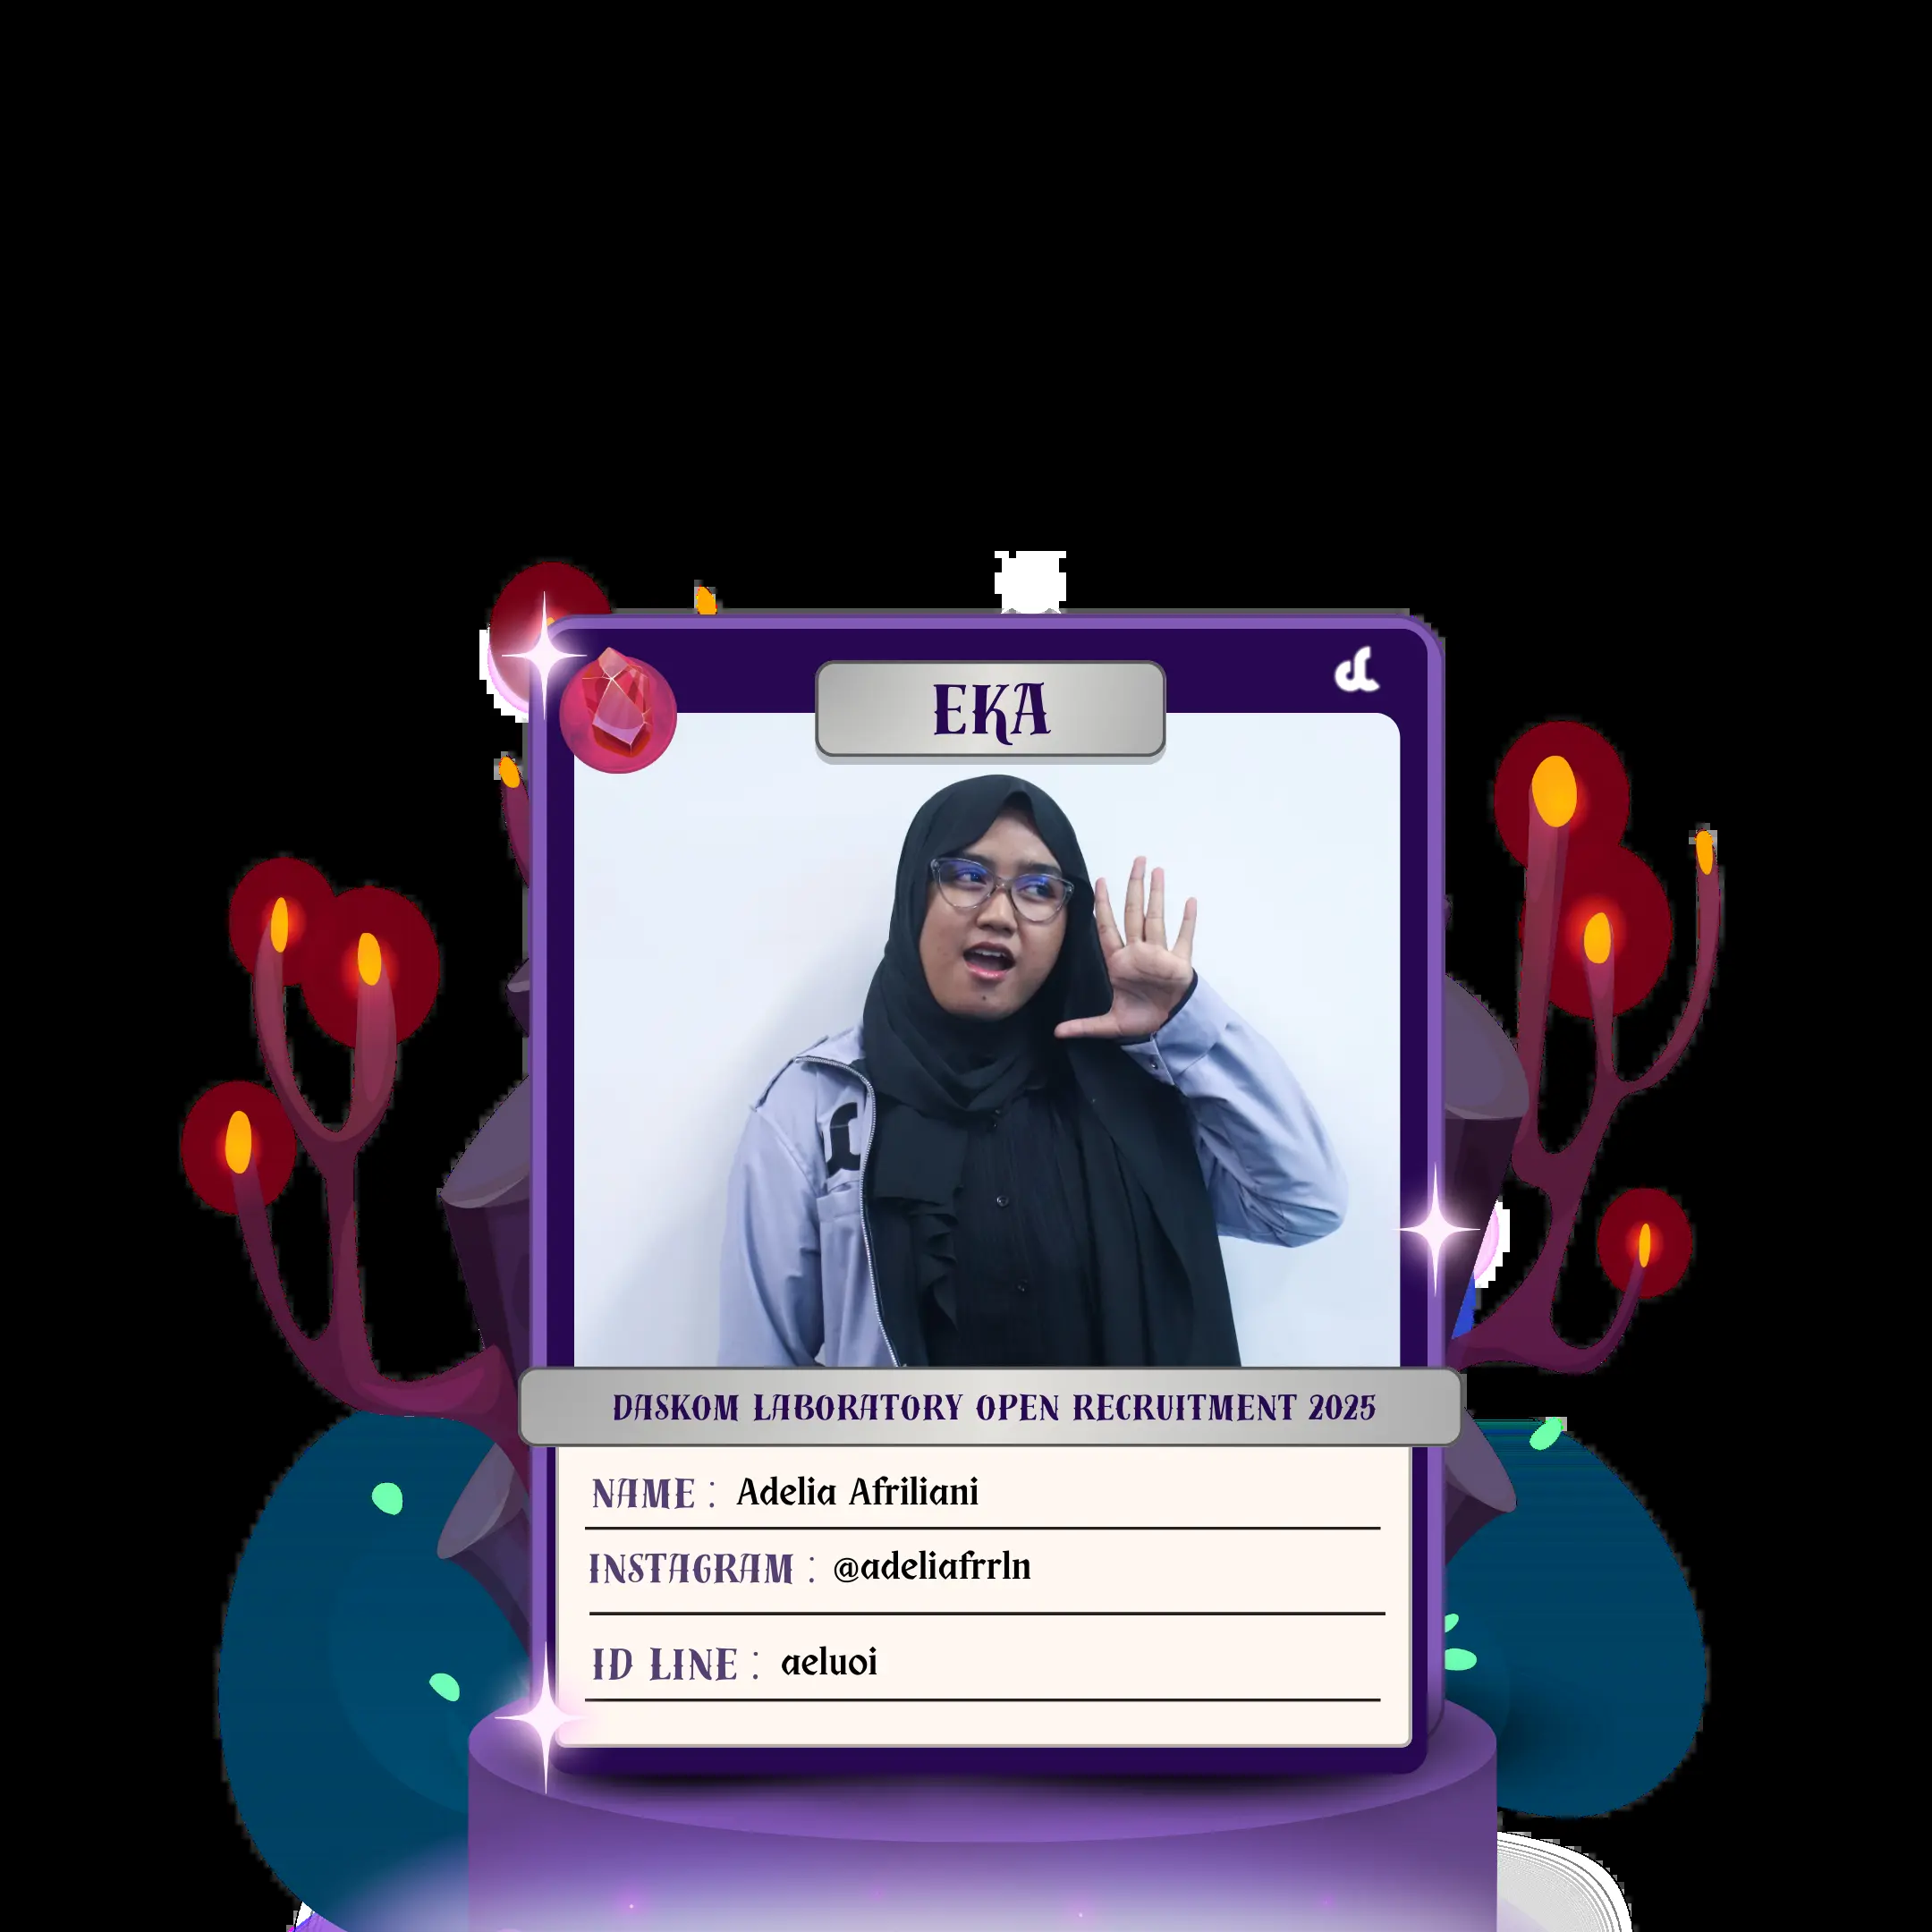 EKA
DASKOM LABORATORY OPEN RECRUITMENT 2025
NAME : Adelia Afriliani
INSTAGRAM : @adeliafrrln
ID LINE : aeluoi